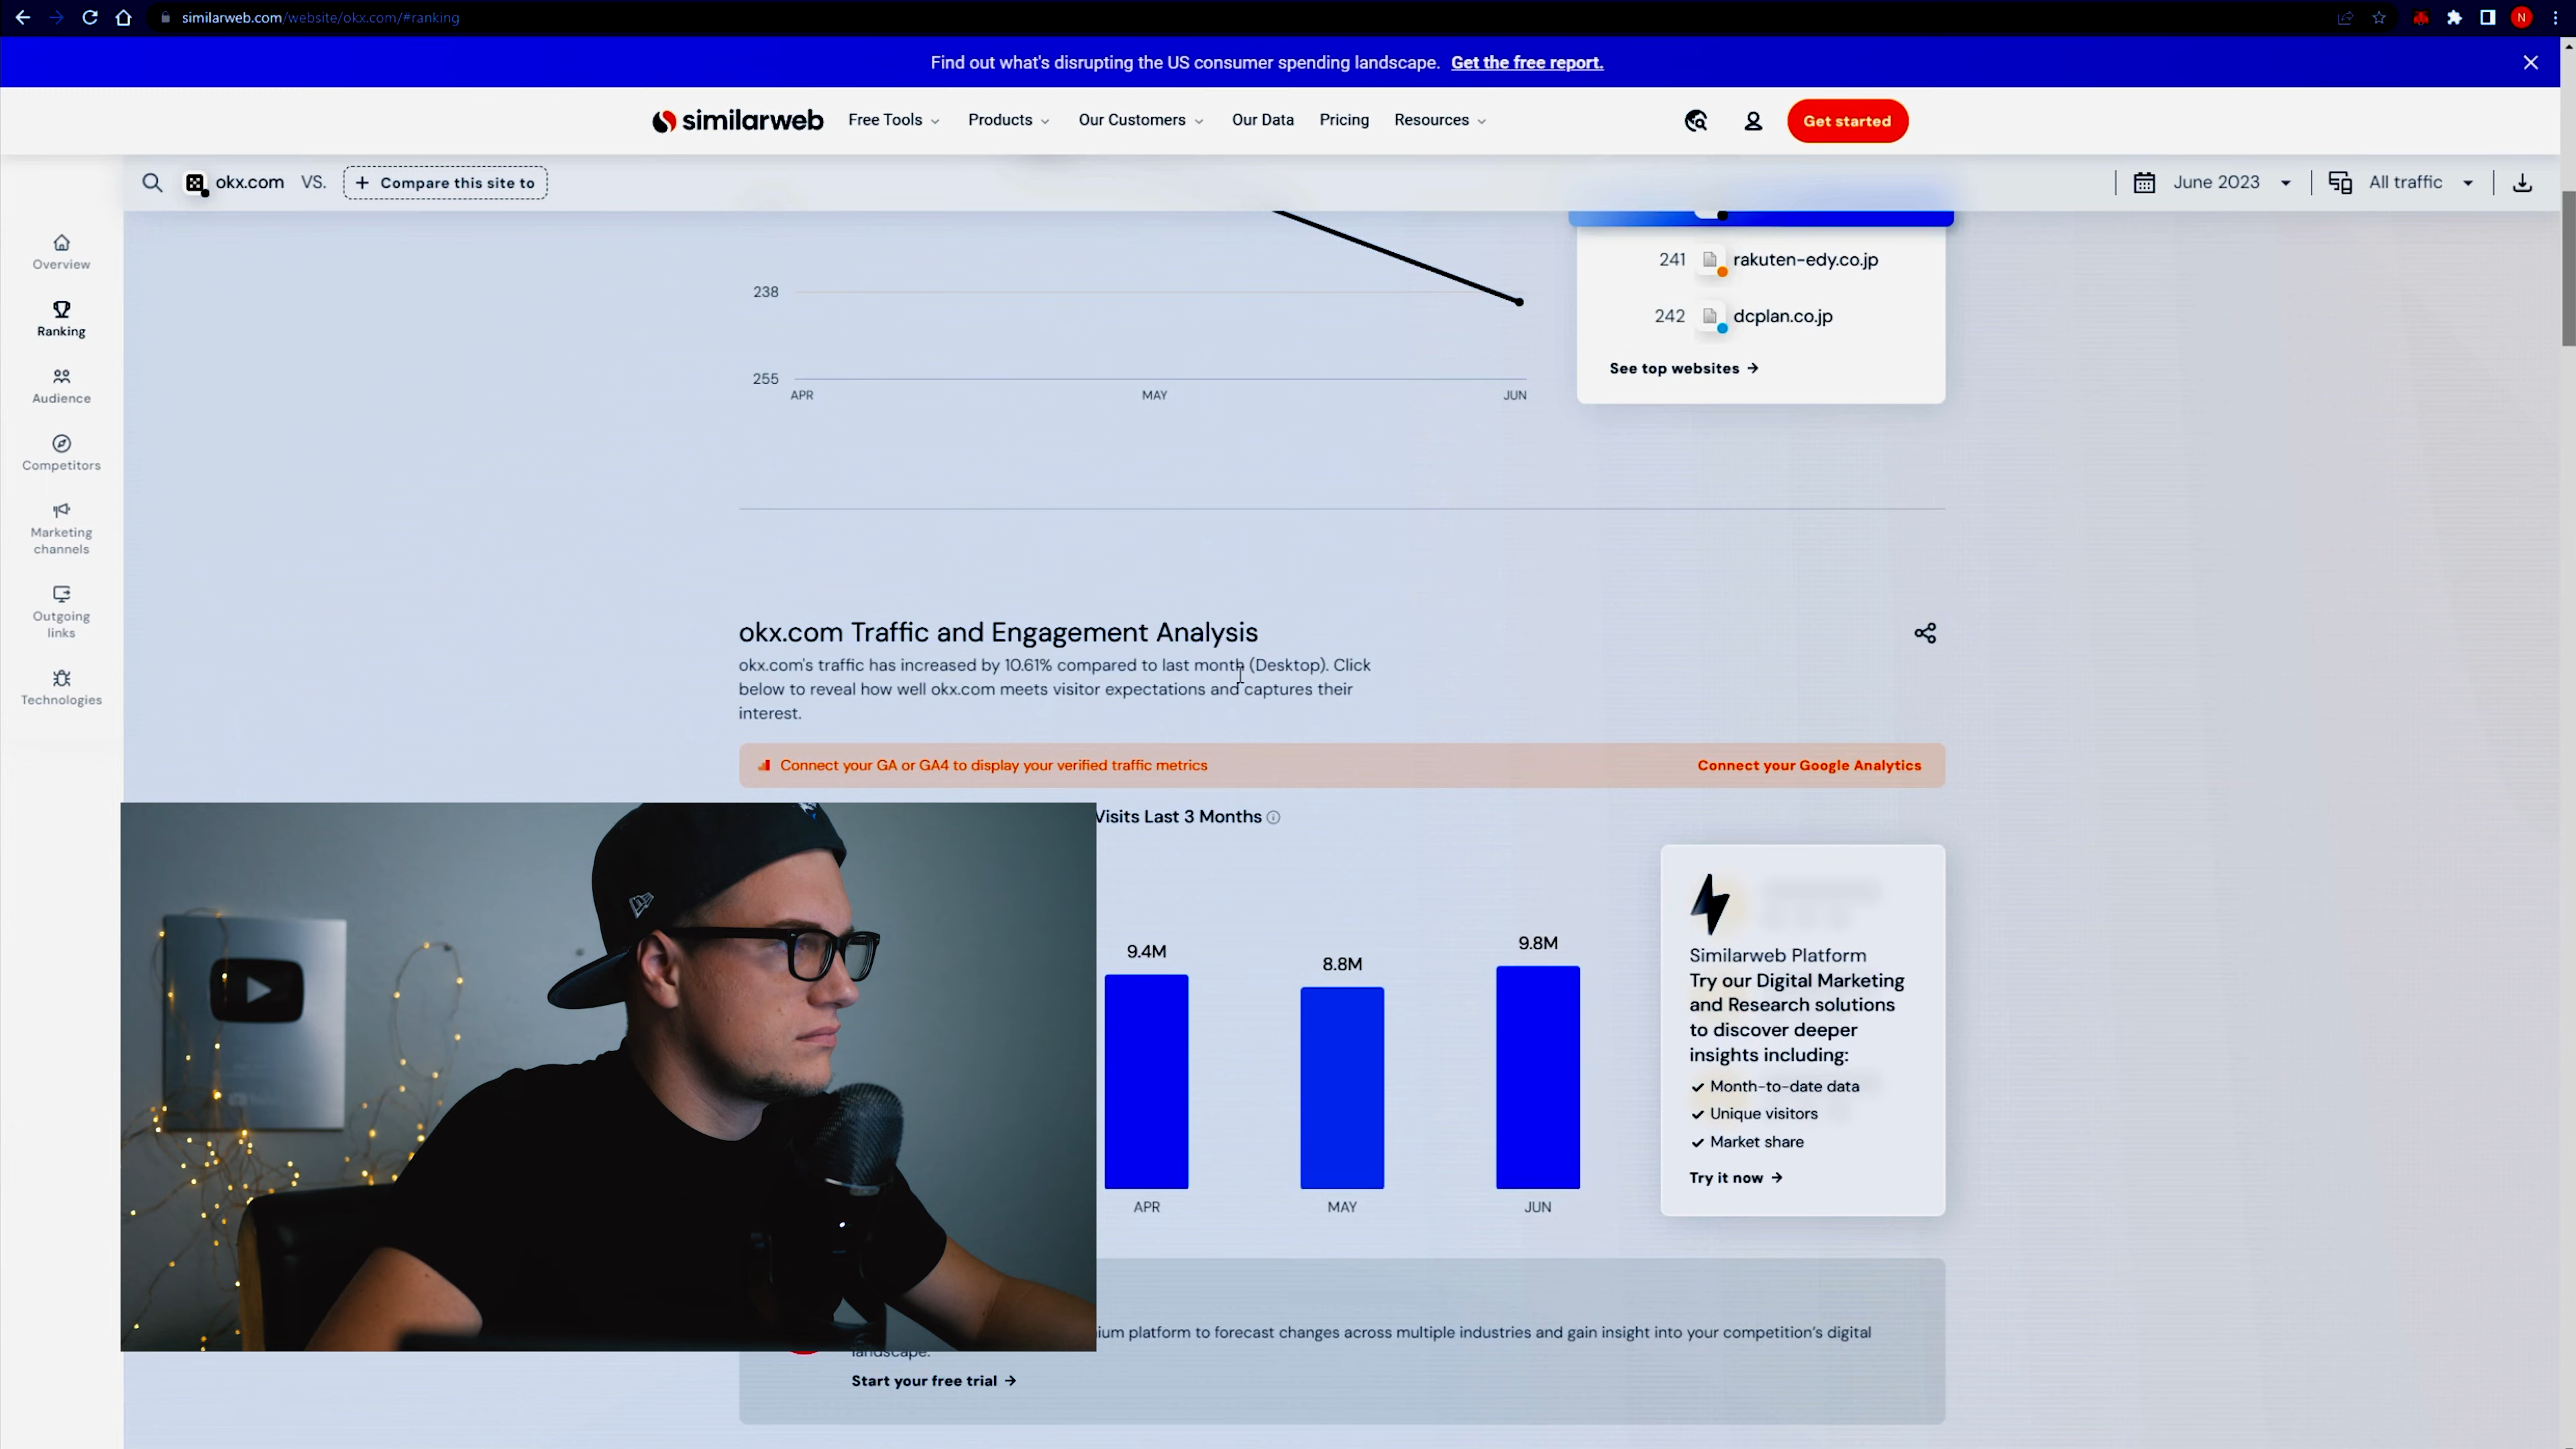 similarweb.com/website/okx.com/#ranking
N
Find out what's disrupting the US consumer spending landscape. Get the free report.
similarweb
Free Tools
Products
Our Customers
Our Data
Pricing
Resources
Get started
okx.com VS. + Compare this site to
June 2023
All traffic
Overview
Ranking
Audience
Competitors
Marketing
channels
Outgoing
links
Technologies
238
255
APR MAY JUN
241 rakuten-edy.co.jp
242 dcplan.co.jp
See top websites →
okx.com Traffic and Engagement Analysis
okx.com's traffic has increased by 10.61% compared to last month (Desktop). Click
below to reveal how well okx.com meets visitor expectations and captures their
interest.
Connect your GA or GA4 to display your verified traffic metrics
Connect your Google Analytics
Visits Last 3 Months
9.4M
8.8M
9.8M
APR MAY JUN
Similarweb Platform
Try our Digital Marketing
and Research solutions
to discover deeper
insights including:
Month-to-date data
Unique visitors
Market share
Try it now →
platform to forecast changes across multiple industries and gain insight into your competition's digital
landscape.
Start your free trial →